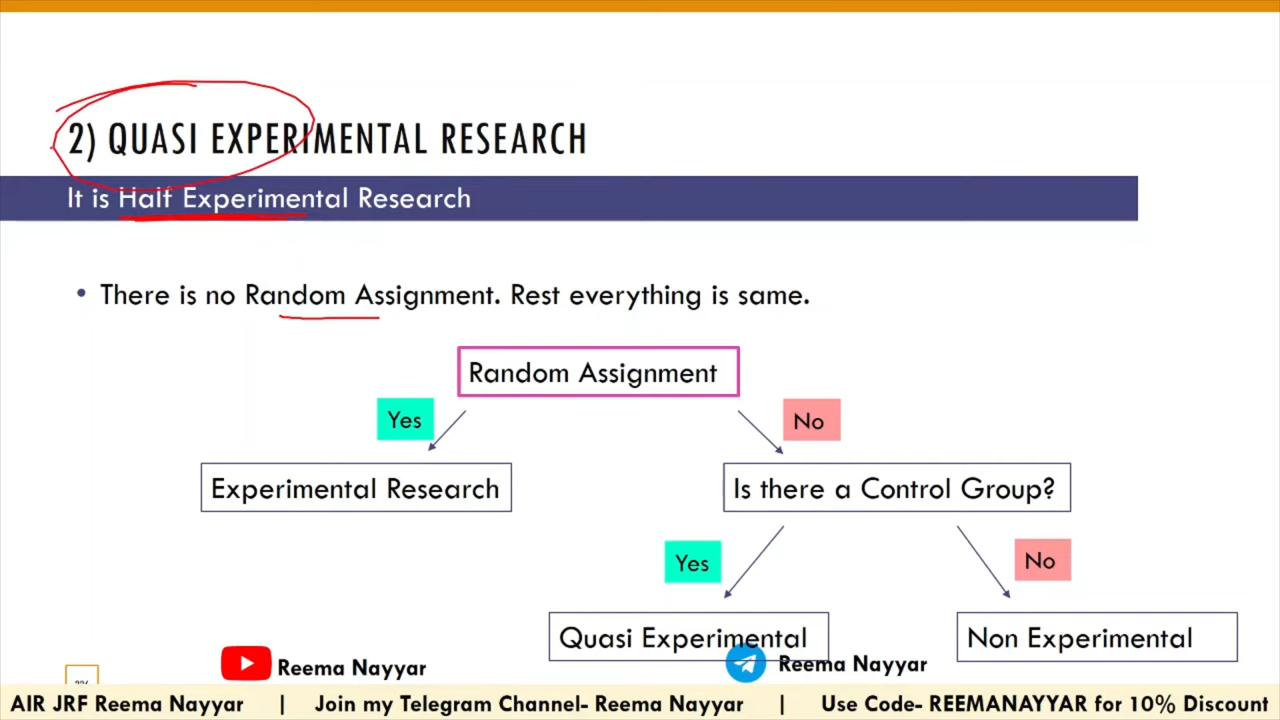 2) QUASI EXPERIMENTAL RESEARCH
It is Half Experimental Research
• There is no Random Assignment. Rest everything is same.
Random Assignment
Yes
No
Experimental Research
Is there a Control Group?
Yes
No
Quasi Experimental
Non Experimental
Reema Nayyar
Reema Nayyar
AIR JRF Reema Nayyar | Join my Telegram Channel- Reema Nayyar | Use Code- REEMANAYYAR for 10% Discount